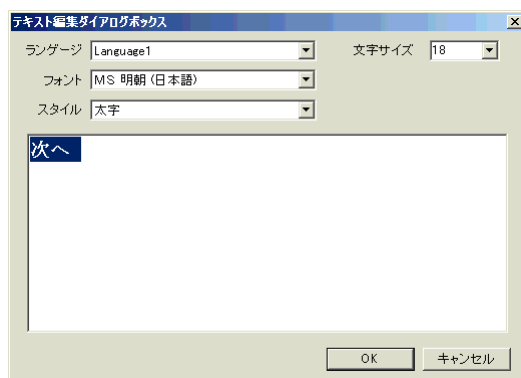 テキスト編集ダイアログボックス
ランゲージ Language1 文字サイズ 18
フォント MS 明朝 (日本語)
スタイル 太字
次へ
OK キャンセル